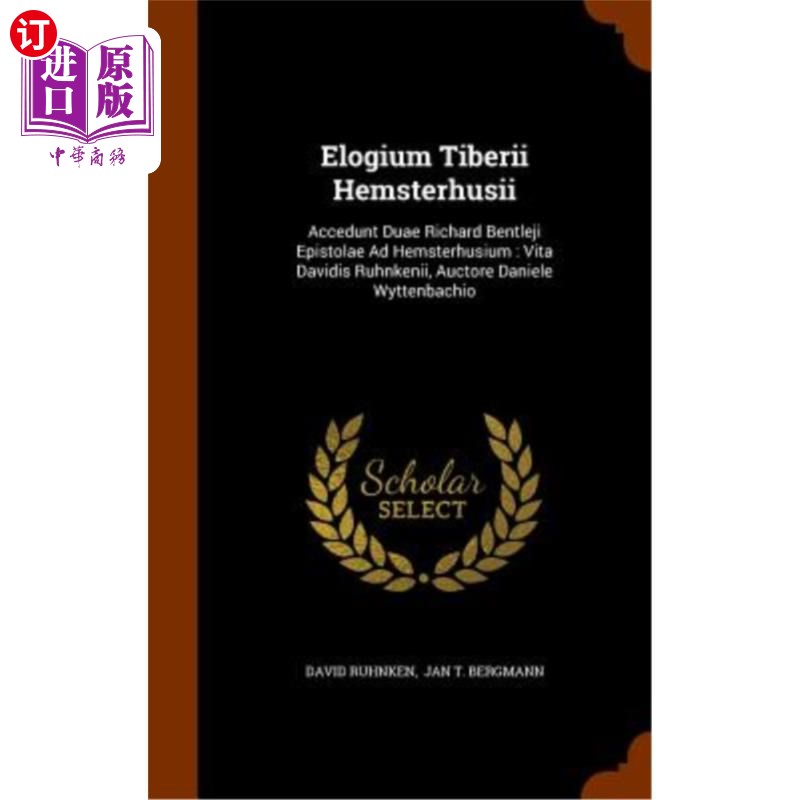 订
进口
原版
中华商务
Elogium Tiberii
Hemsterhusii
Accedunt Duae Richard Bentleji
Epistolae Ad Hemsterhusium : Vita
Davidis Ruhnkenii, Auctore Daniele
Wyttenbachio
Scholar
SELECT
DAVID RUHNKEN, JAN T. BERGMANN